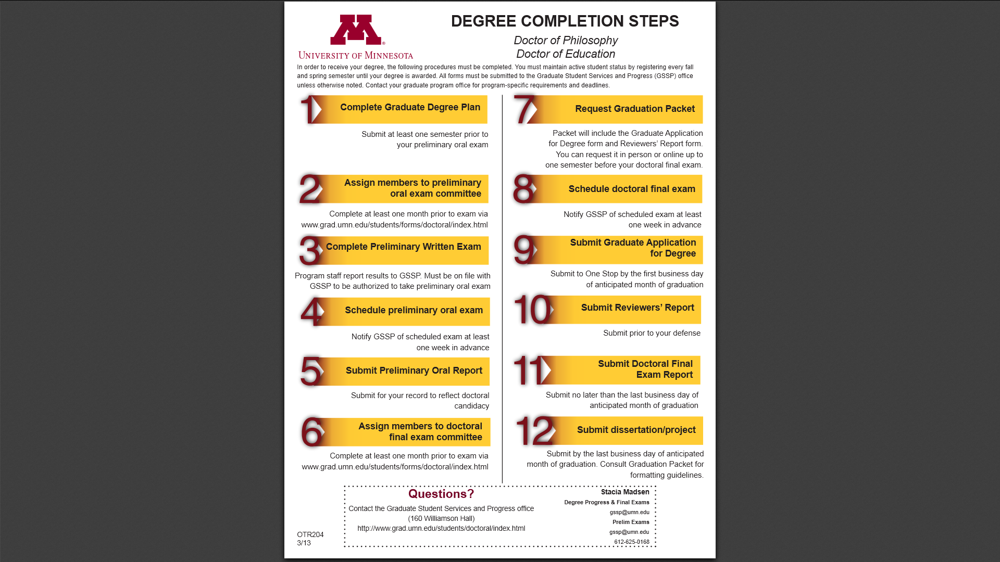 M®
UNIVERSITY OF MINNESOTA
DEGREE COMPLETION STEPS
Doctor of Philosophy
Doctor of Education
In order to receive your degree, the following procedures must be completed. You must maintain active student status by registering every fall
and spring semester until your degree is awarded. All forms must be submitted to the Graduate Student Services and Progress (GSSP) office
unless otherwise noted. Contact your graduate program office for program-specific requirements and deadlines.
1 Complete Graduate Degree Plan
Submit at least one semester prior to
your preliminary oral exam
2 Assign members to preliminary
oral exam committee
Complete at least one month prior to exam via
www.grad.umn.edu/students/forms/doctoral/index.html
3 Complete Preliminary Written Exam
Program staff report results to GSSP. Must be on file with
GSSP to be authorized to take preliminary oral exam
4 Schedule preliminary oral exam
Notify GSSP of scheduled exam at least
one week in advance
5 Submit Preliminary Oral Report
Submit for your record to reflect doctoral
candidacy
6 Assign members to doctoral
final exam committee
Complete at least one month prior to exam via
www.grad.umn.edu/students/forms/doctoral/index.html
7 Request Graduation Packet
Packet will include the Graduate Application
for Degree form and Reviewers’ Report form.
You can request it in person or online up to
one semester before your doctoral final exam.
8 Schedule doctoral final exam
Notify GSSP of scheduled exam at least
one week in advance
9 Submit Graduate Application
for Degree
Submit to One Stop by the first business day
of anticipated month of graduation
10 Submit Reviewers’ Report
Submit prior to your defense
11 Submit Doctoral Final
Exam Report
Submit no later than the last business day of
anticipated month of graduation
12 Submit dissertation/project
Submit by the last business day of anticipated
month of graduation. Consult Graduation Packet for
formatting guidelines.
Questions?
Contact the Graduate Student Services and Progress office
(160 Williamson Hall)
http://www.grad.umn.edu/students/doctoral/index.html
Stacia Madsen
Degree Progress & Final Exams
gssp@umn.edu
Prelim Exams
gssp@umn.edu
612-625-0168
OTR204
3/13